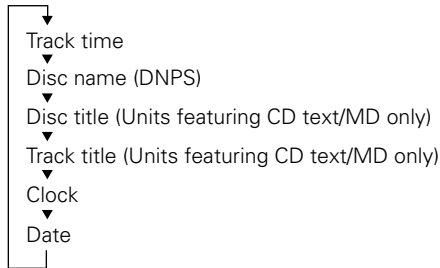 Track time
Disc name (DNPS)
Disc title (Units featuring CD text/MD only)
Track title (Units featuring CD text/MD only)
Clock
Date